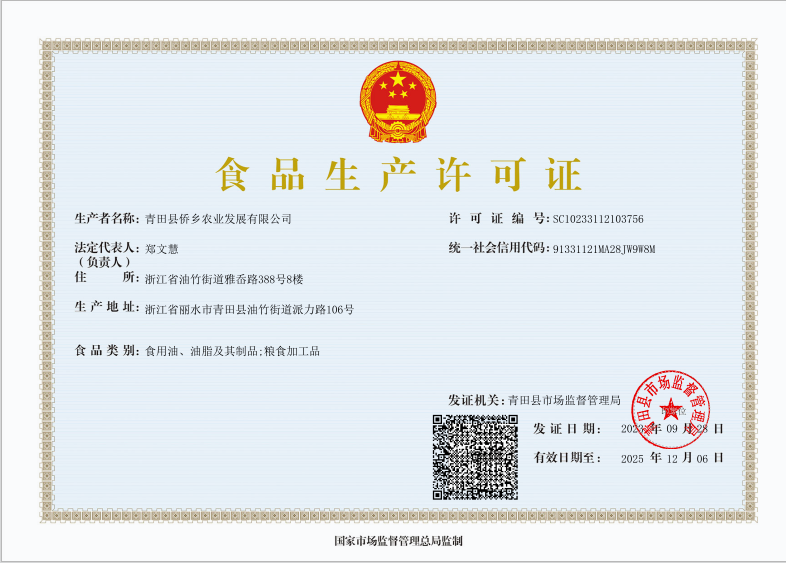 食品生产许可证
生产者名称: 青田县侨乡农业发展有限公司
许可证编号: SC10233112103756
法定代表人: 郑文慧
(负责人)
统一社会信用代码: 91331121MA28JW9W8M
住所: 浙江省油竹街道雅岙路388号8楼
生产地址: 浙江省丽水市青田县油竹街道派力路106号
食品类别: 食用油、油脂及其制品;粮食加工品
发证机关: 青田县市场监督管理局
青田县市场监督管理局
发证日期: 年 09 月 28 日
有效日期至: 2025 年 12 月 06 日
国家市场监督管理总局监制